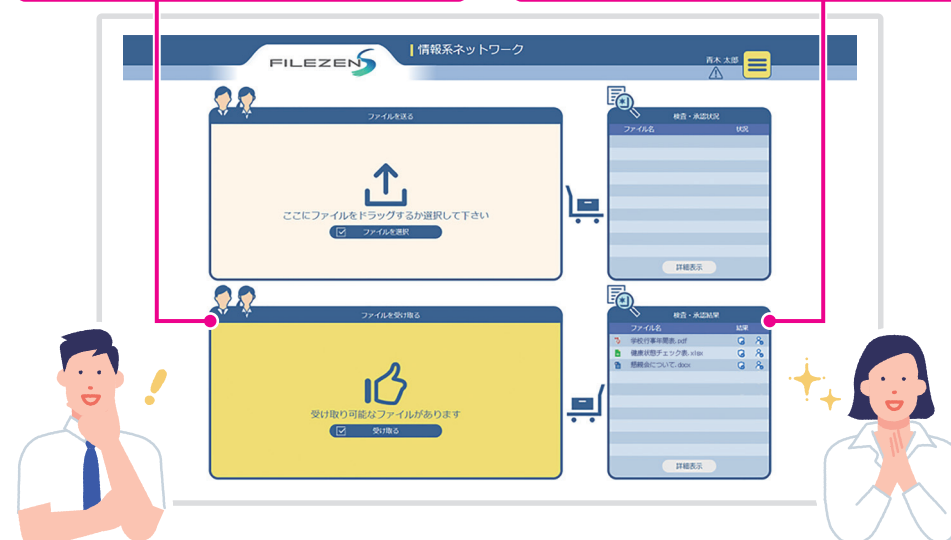 FILEZEN S
情報系ネットワーク
青木 太郎
ファイルを送る
ここにファイルをドラッグするか選択して下さい
ファイルを選択
検査・承認状況
ファイル名 状況
詳細表示
ファイルを受け取る
受け取り可能なファイルがあります
受け取る
検査・承認結果
ファイル名 結果
学校行事年間表.pdf
健康状態チェック表.xlsx
懇親会について.docx
詳細表示